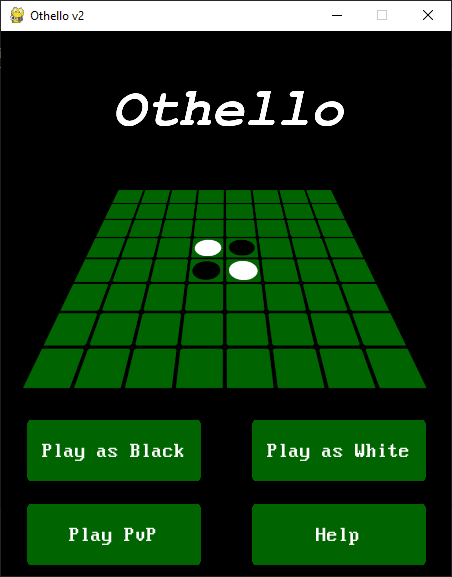 Othello v2
Othello
Play as Black
Play as White
Play PvP
Help